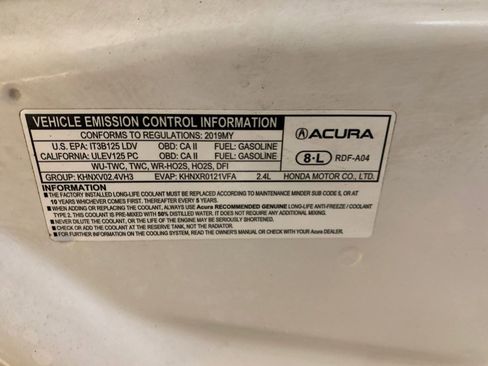 VEHICLE EMISSION CONTROL INFORMATION
CONFORMS TO REGULATIONS: 2019MY
U.S. EPA: IT3B125 LDV OBD: CA II FUEL: GASOLINE
CALIFORNIA: ULEV125 PC OBD: CA II FUEL: GASOLINE
WU-TWC, TWC, WR-HO2S, HO2S, DFI
GROUP: KHNXV02.4VH3 EVAP: KHNXR0121VFA 2.4L
ACURA
8-L RDF-A04
HONDA MOTOR CO., LTD.
INFORMATION
■ THE FACTORY INSTALLED LONG-LIFE COOLANT MUST BE REPLACED ACCORDING TO MAINTENANCE MINDER SUB CODE 5, OR AT
10 YEARS WHICHEVER COMES FIRST, THEREAFTER EVERY 5 YEARS.
■ WHEN ADDING OR REPLACING COOLANT, ALWAYS USE Acura RECOMMENDED GENUINE LONG-LIFE ANTI-FREEZE / COOLANT
TYPE 2. THIS COOLANT IS PRE-MIXED WITH 50% DISTILLED WATER, IT DOES NOT REQUIRE ANY ADDITIONAL MIXING.
■ NEVER DILUTE THE COOLANT, OR THE LIFE OF THE ENGINE MAY BE SERIOUSLY SHORTENED.
■ CHECK OR ADD COOLANT AT THE RESERVE TANK, NOT THE RADIATOR.
■ FOR FURTHER INFORMATION ON THE COOLING SYSTEM, READ THE OWNER'S MANUAL OR CHECK WITH YOUR Acura DEALER.